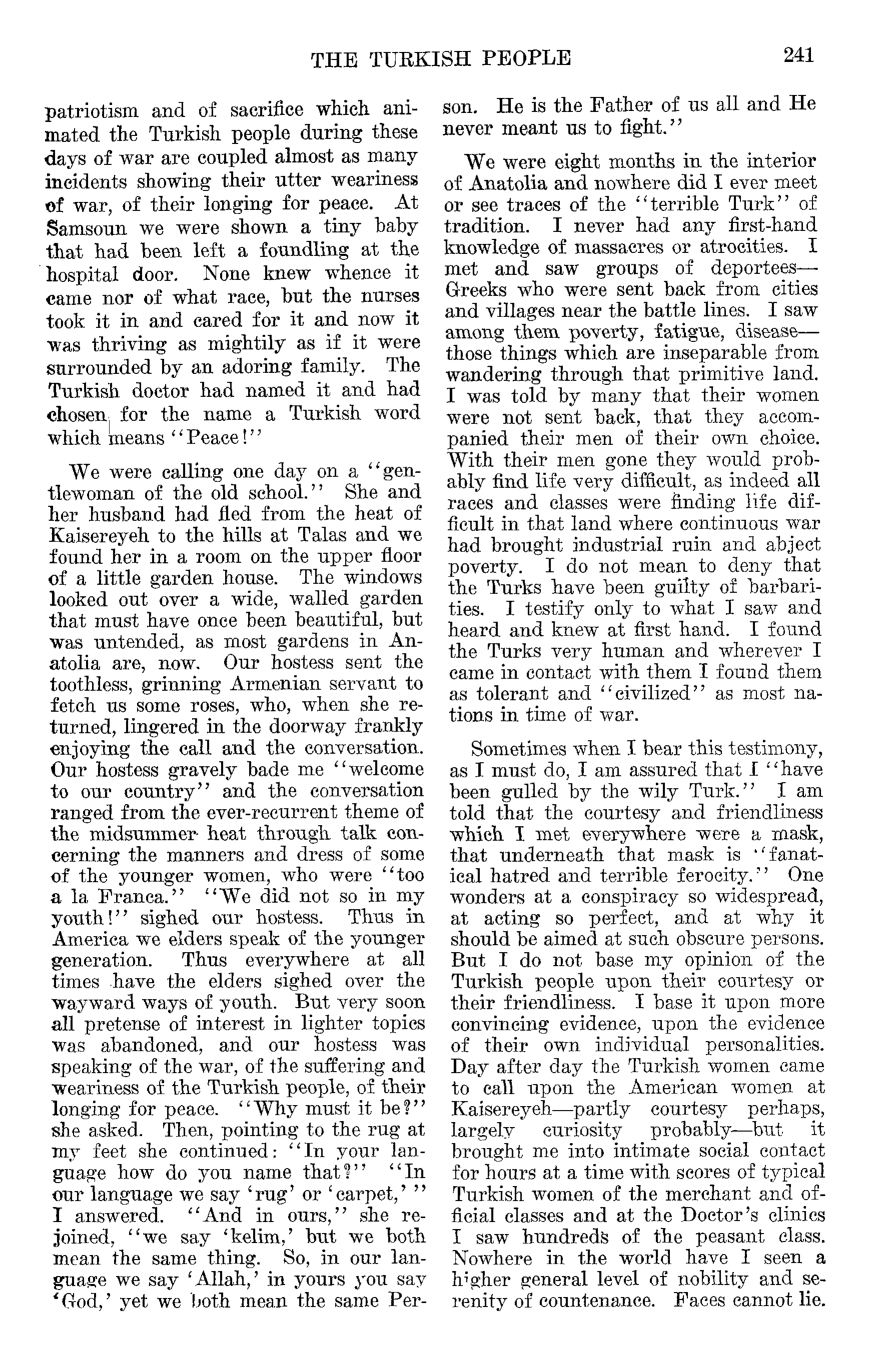 THE TURKISH PEOPLE 241
patriotism and of sacrifice which ani-
mated the Turkish people during these
days of war are coupled almost as many
incidents showing their utter weariness
of war, of their longing for peace. At
Samsoun we were shown a tiny baby
that had been left a foundling at the
hospital door. None knew whence it
came nor of what race, but the nurses
took it in and cared for it and now it
was thriving as mightily as if it were
surrounded by an adoring family. The
Turkish doctor had named it and had
chosen for the name a Turkish word
which means "Peace!"
We were calling one day on a "gen-
tlewoman of the old school." She and
her husband had fled from the heat of
Kaisereyeh to the hills at Talas and we
found her in a room on the upper floor
of a little garden house. The windows
looked out over a wide, walled garden
that must have once been beautiful, but
was untended, as most gardens in An-
atolia are, now. Our hostess sent the
toothless, grinning Armenian servant to
fetch us some roses, who, when she re-
turned, lingered in the doorway frankly
enjoying the call and the conversation.
Our hostess gravely bade me "welcome
to our country" and the conversation
ranged from the ever-recurrent theme of
the midsummer heat through talk con-
cerning the manners and dress of some
of the younger women, who were "too
a la Franca." "We did not so in my
youth!" sighed our hostess. Thus in
America we elders speak of the younger
generation. Thus everywhere at all
times have the elders sighed over the
wayward ways of youth. But very soon
all pretense of interest in lighter topics
was abandoned, and our hostess was
speaking of the war, of the suffering and
weariness of the Turkish people, of their
longing for peace. "Why must it be?"
she asked. Then, pointing to the rug at
my feet she continued: "In your lan-
guage how do you name that?" "In
our language we say 'rug' or 'carpet,' "
I answered. "And in ours," she re-
joined, "we say 'kelim,' but we both
mean the same thing. So, in our lan-
guage we say 'Allah,' in yours you say
'God,' yet we both mean the same Per-
son. He is the Father of us all and He
never meant us to fight."
We were eight months in the interior
of Anatolia and nowhere did I ever meet
or see traces of the "terrible Turk" of
tradition. I never had any first-hand
knowledge of massacres or atrocities. I
met and saw groups of deportees—
Greeks who were sent back from cities
and villages near the battle lines. I saw
among them poverty, fatigue, disease—
those things which are inseparable from
wandering through that primitive land.
I was told by many that their women
were not sent back, that they accom-
panied their men of their own choice.
With their men gone they would prob-
ably find life very difficult, as indeed all
races and classes were finding life dif-
ficult in that land where continuous war
had brought industrial ruin and abject
poverty. I do not mean to deny that
the Turks have been guilty of barbari-
ties. I testify only to what I saw and
heard and knew at first hand. I found
the Turks very human and wherever I
came in contact with them I found them
as tolerant and "civilized" as most na-
tions in time of war.
Sometimes when I bear this testimony,
as I must do, I am assured that I "have
been gulled by the wily Turk." I am
told that the courtesy and friendliness
which I met everywhere were a mask,
that underneath that mask is "fanat-
ical hatred and terrible ferocity." One
wonders at a conspiracy so widespread,
at acting so perfect, and at why it
should be aimed at such obscure persons.
But I do not base my opinion of the
Turkish people upon their courtesy or
their friendliness. I base it upon more
convincing evidence, upon the evidence
of their own individual personalities.
Day after day the Turkish women came
to call upon the American women at
Kaisereyeh—partly courtesy perhaps,
largely curiosity probably—but it
brought me into intimate social contact
for hours at a time with scores of typical
Turkish women of the merchant and of-
ficial classes and at the Doctor's clinics
I saw hundreds of the peasant class.
Nowhere in the world have I seen a
higher general level of nobility and se-
renity of countenance. Faces cannot lie.